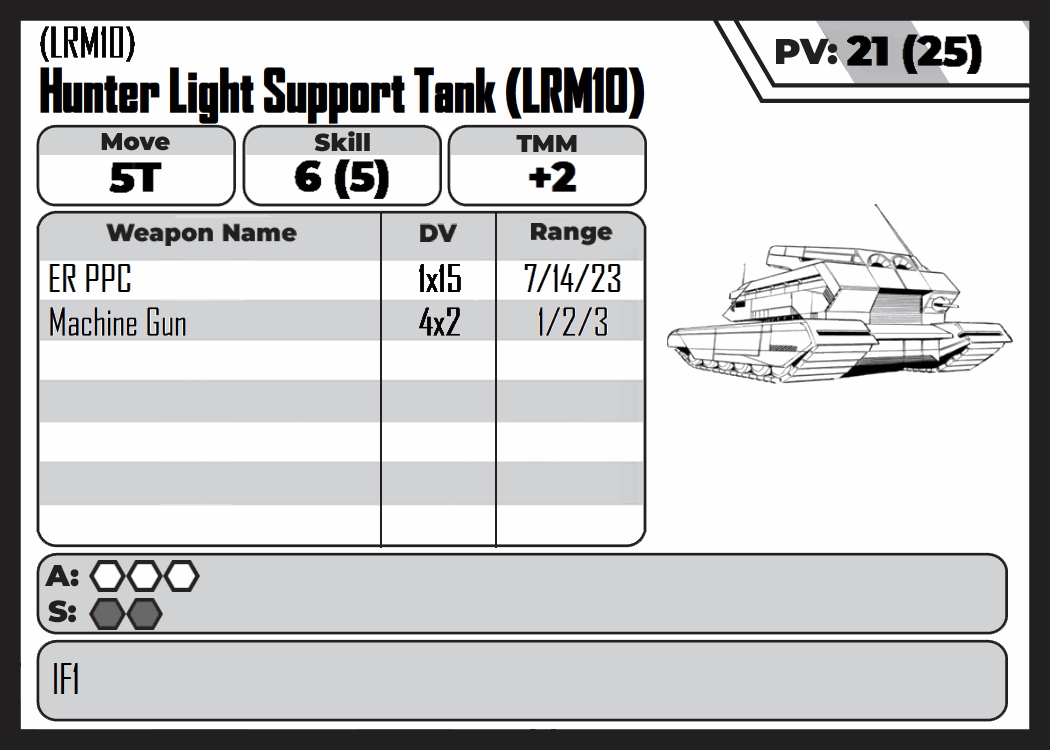 (LRM10)
PV: 21 (25)
Hunter Light Support Tank (LRM10)
Move Skill TMM
5T 6 (5) +2
Weapon Name DV Range
ER PPC 1x15 7/14/23
Machine Gun 4x2 1/2/3
A:
S:
IF1